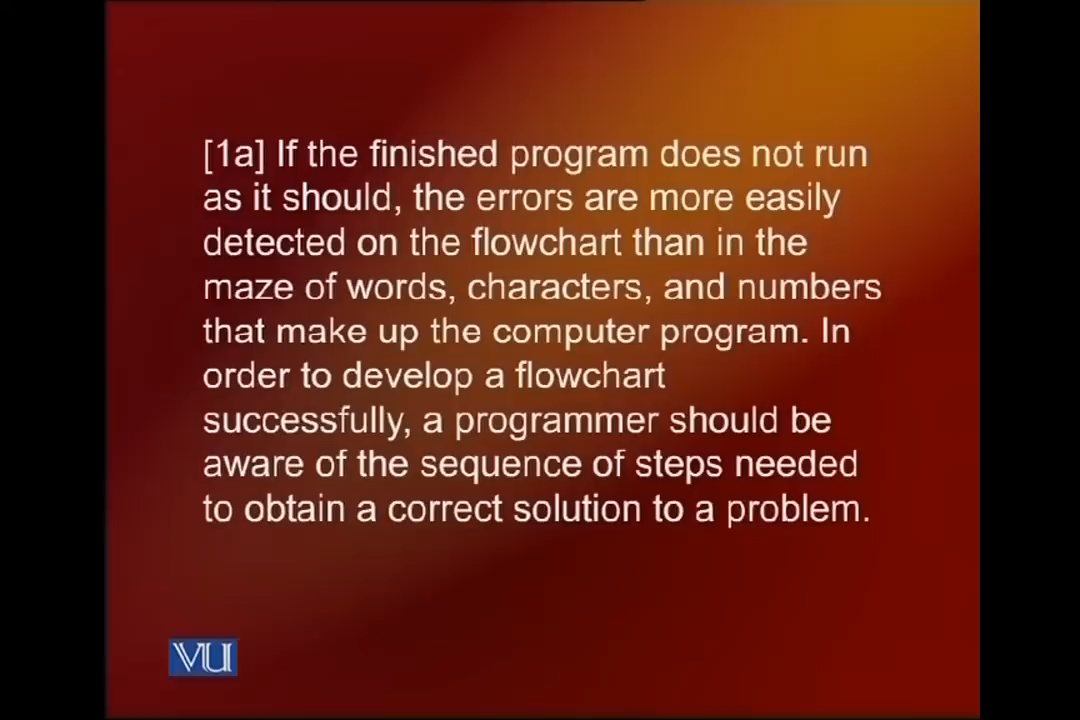 [1a] If the finished program does not run
as it should, the errors are more easily
detected on the flowchart than in the
maze of words, characters, and numbers
that make up the computer program. In
order to develop a flowchart
successfully, a programmer should be
aware of the sequence of steps needed
to obtain a correct solution to a problem.
VU